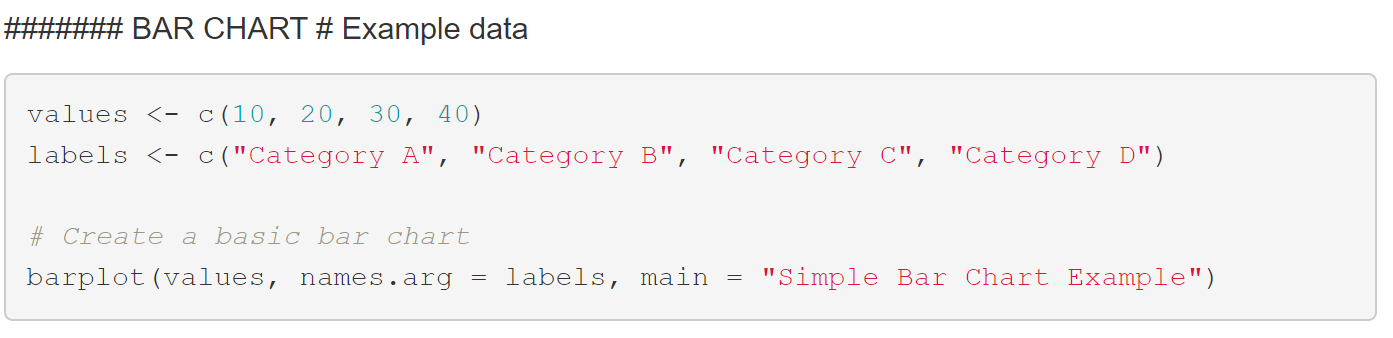 ####### BAR CHART # Example data
values <- c(10, 20, 30, 40)
labels <- c("Category A", "Category B", "Category C", "Category D")
# Create a basic bar chart
barplot(values, names.arg = labels, main = "Simple Bar Chart Example")